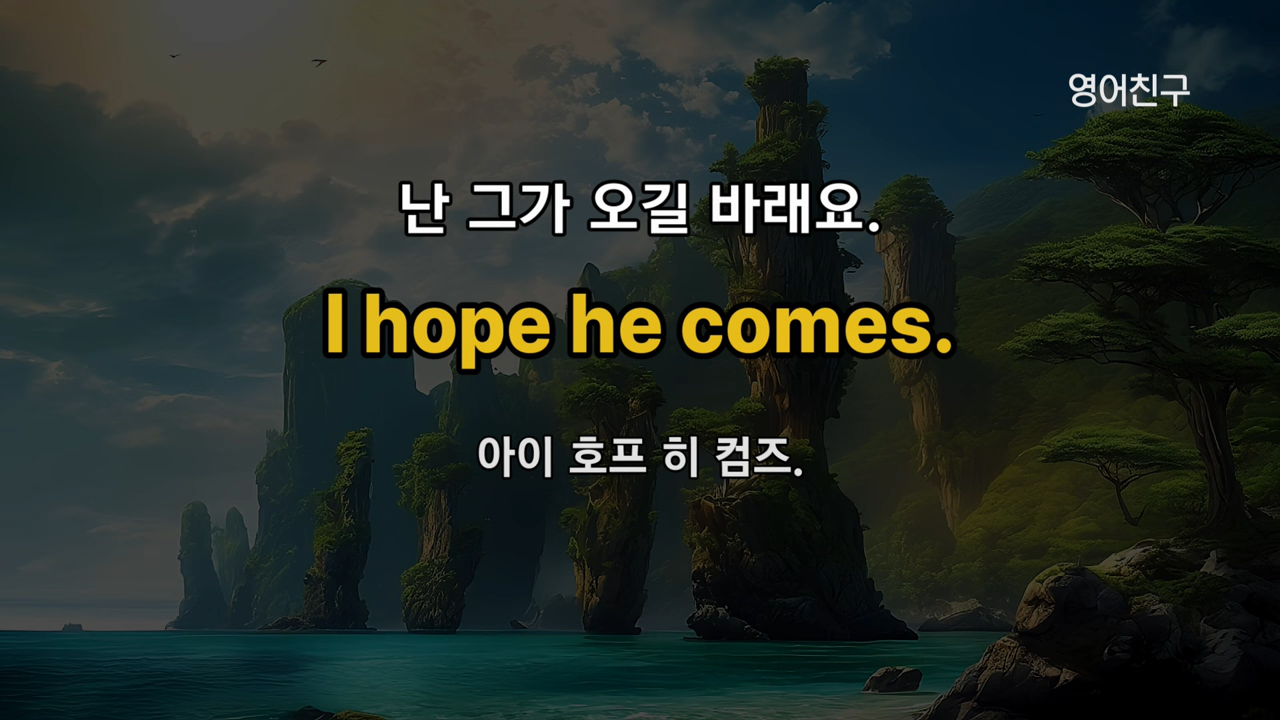 영어친구
난 그가 오길 바래요.
I hope he comes.
아이 호프 히 컴즈.